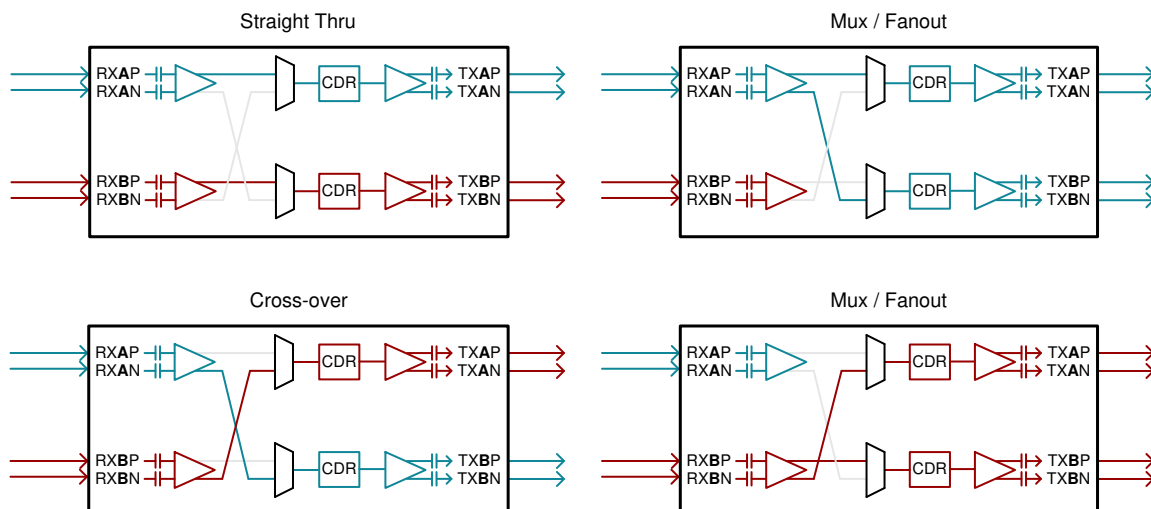 Straight Thru
RXAP
RXAN
CDR
TXAP
TXAN
RXBP
RXBN
CDR
TXBP
TXBN
Mux / Fanout
RXAP
RXAN
CDR
TXAP
TXAN
RXBP
RXBN
CDR
TXBP
TXBN
Cross-over
RXAP
RXAN
CDR
TXAP
TXAN
RXBP
RXBN
CDR
TXBP
TXBN
Mux / Fanout
RXAP
RXAN
CDR
TXAP
TXAN
RXBP
RXBN
CDR
TXBP
TXBN